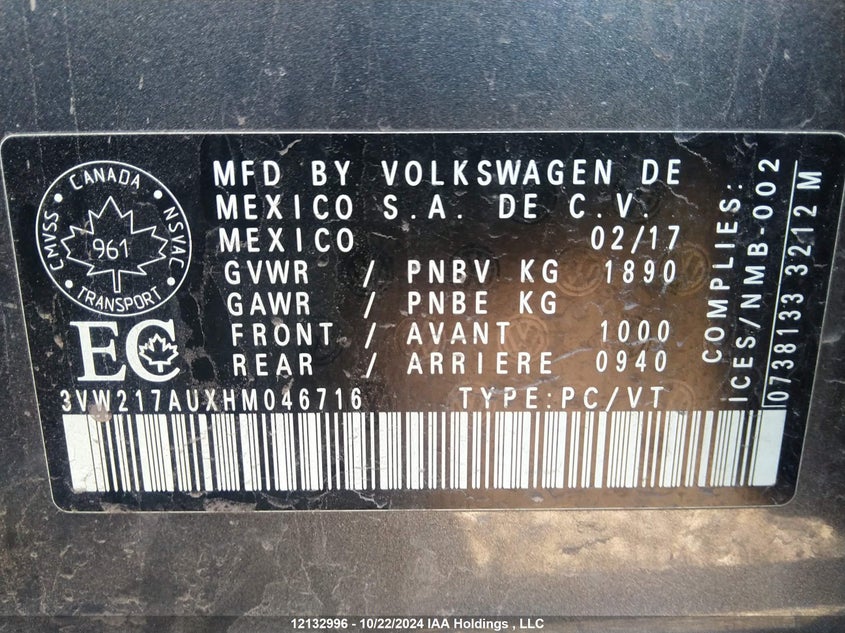 CANADA
CMVSS
NSVAC
961
TRANSPORT
EC
MFD BY VOLKSWAGEN DE
MEXICO S.A. DE C.V.
MEXICO 02/17
GVWR / PNBV KG 1890
GAWR / PNBE KG
FRONT / AVANT 1000
REAR / ARRIERE 0940
3VW217AUXHM046716 TYPE:PC/VT
COMPLIES:
ICES/NMB-002
0738133 3212 M
12132996 - 10/22/2024 IAA Holdings , LLC